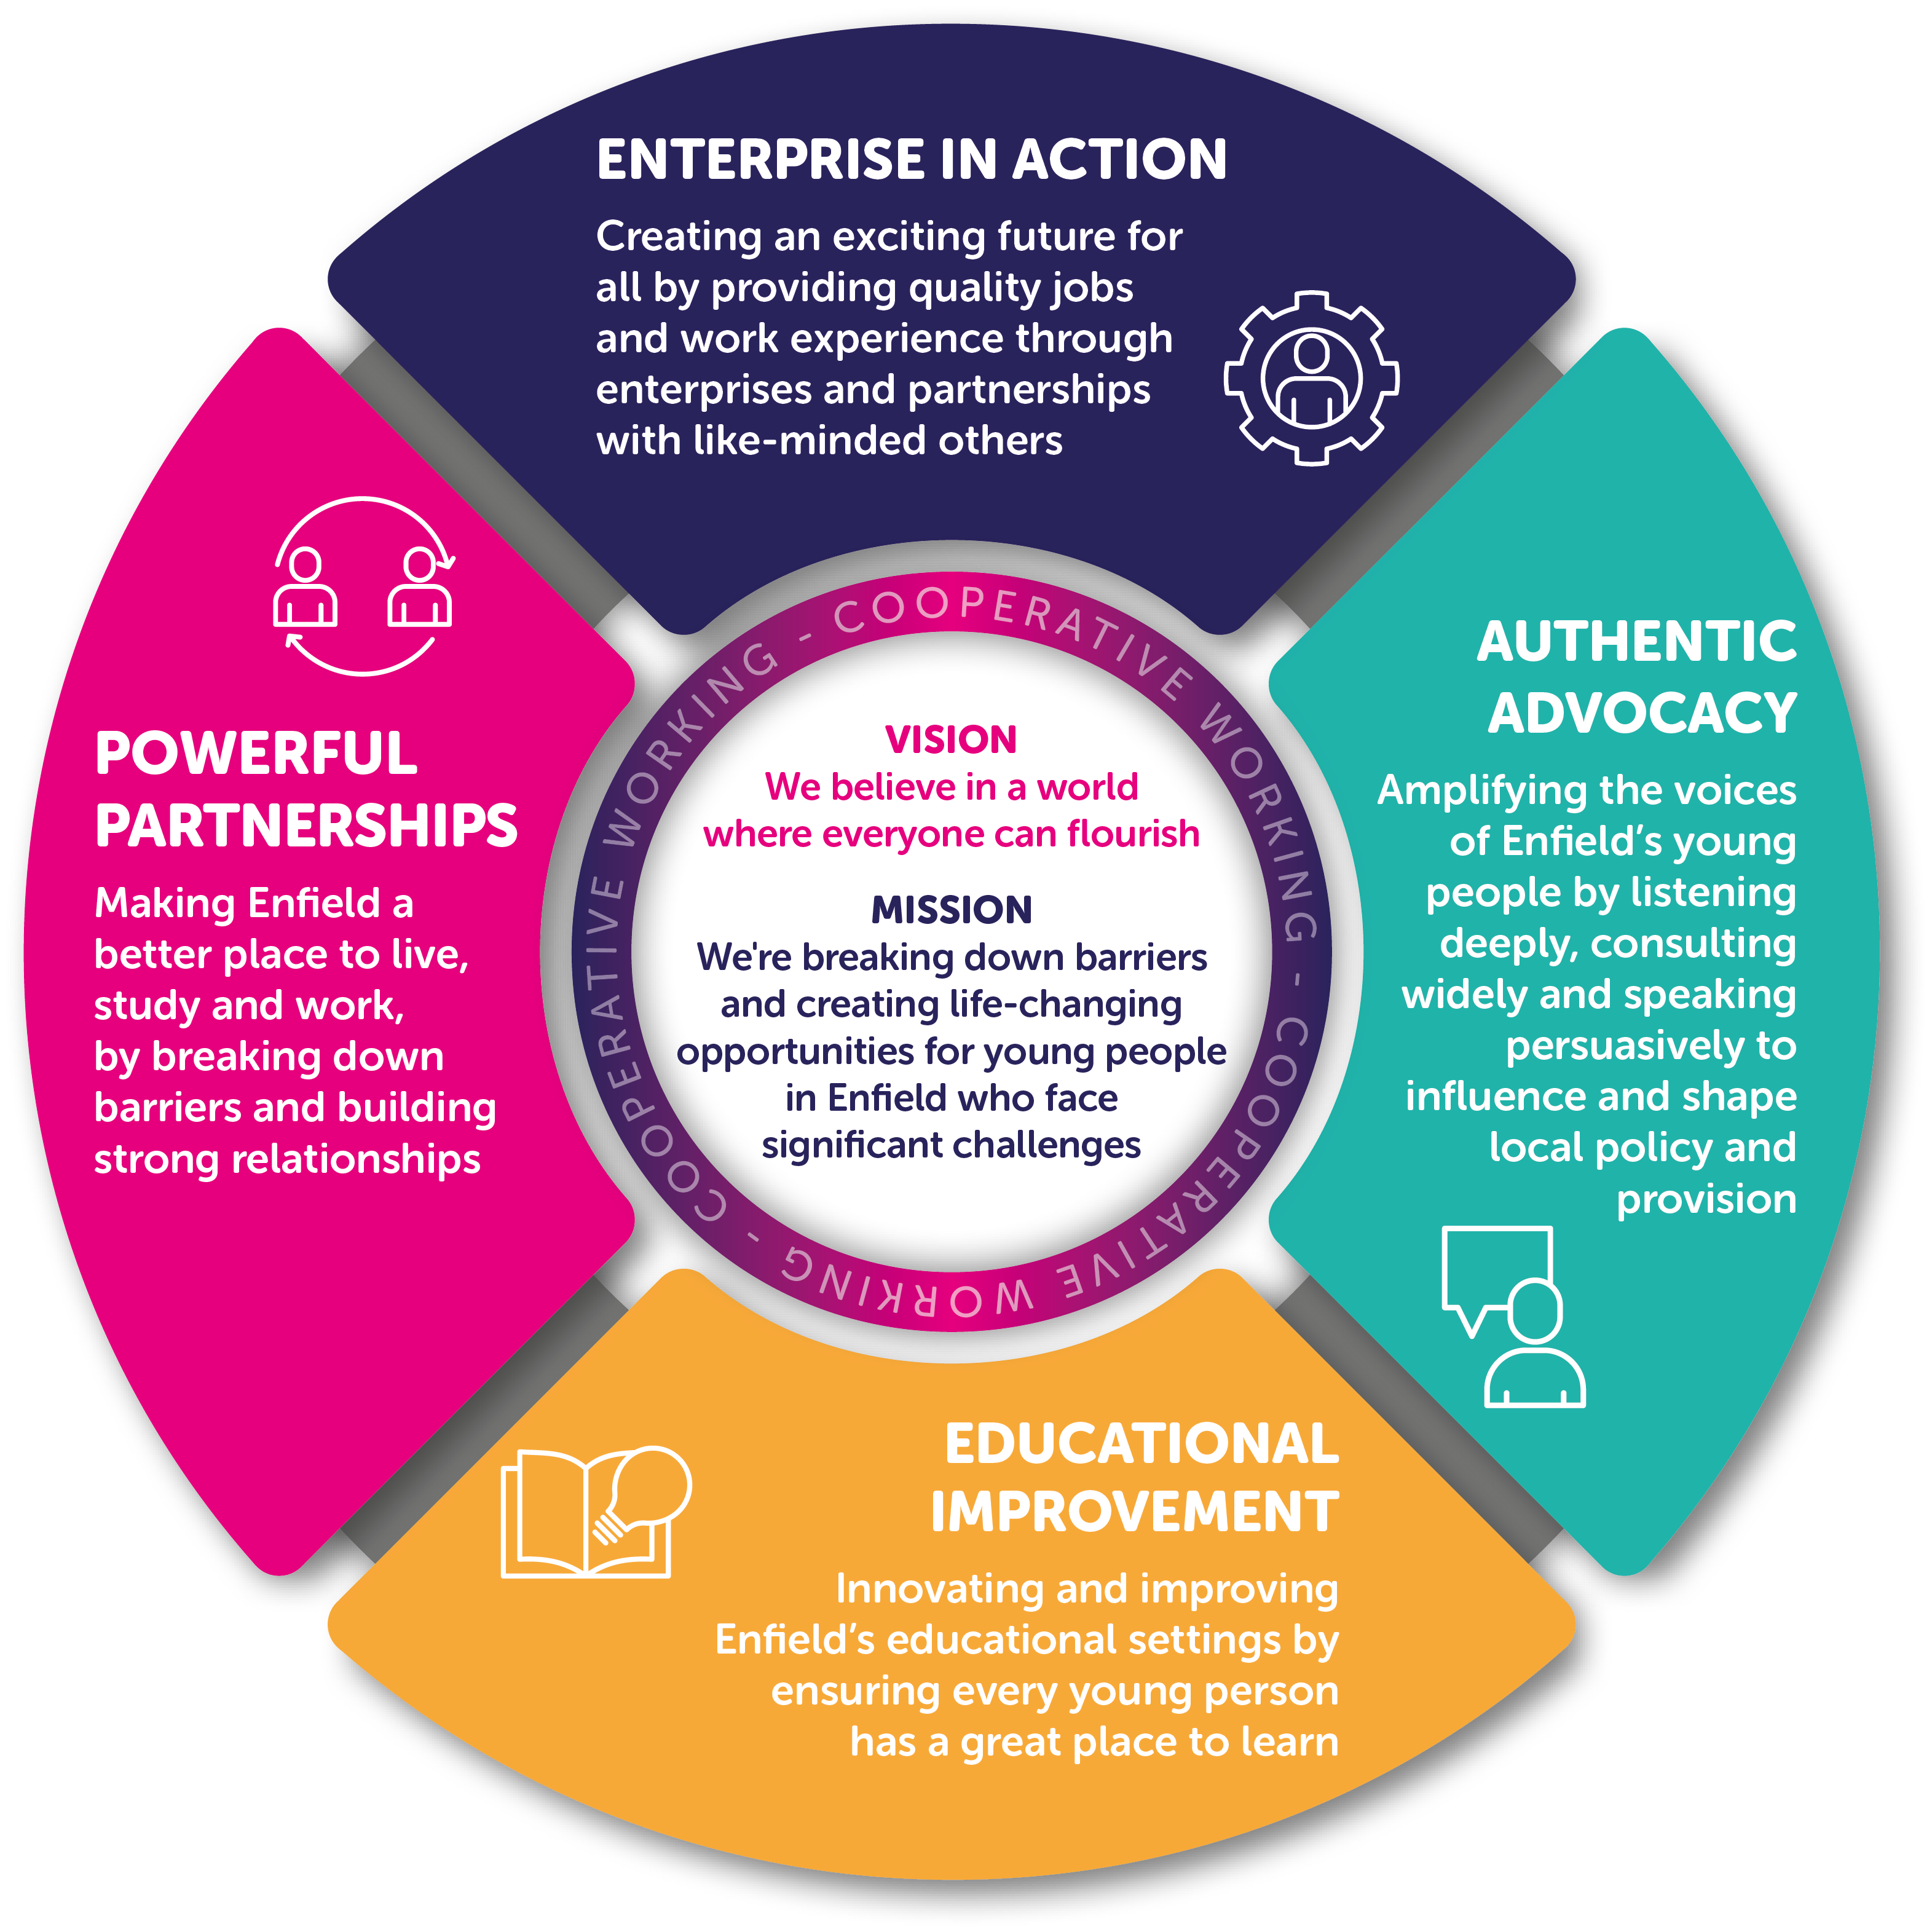 ENTERPRISE IN ACTION
Creating an exciting future for
all by providing quality jobs
and work experience through
enterprises and partnerships
with like-minded others
AUTHENTIC
ADVOCACY
Amplifying the voices
of Enfield’s young
people by listening
deeply, consulting
widely and speaking
persuasively to
influence and shape
local policy and
provision
EDUCATIONAL
IMPROVEMENT
Innovating and improving
Enfield’s educational settings by
ensuring every young person
has a great place to learn
POWERFUL
PARTNERSHIPS
Making Enfield a
better place to live,
study and work,
by breaking down
barriers and building
strong relationships
COOPERATIVE WORKING - COOPERATIVE WORKING - COOPERATIVE WORKING -
VISION
We believe in a world
where everyone can flourish
MISSION
We're breaking down barriers
and creating life-changing
opportunities for young people
in Enfield who face
significant challenges